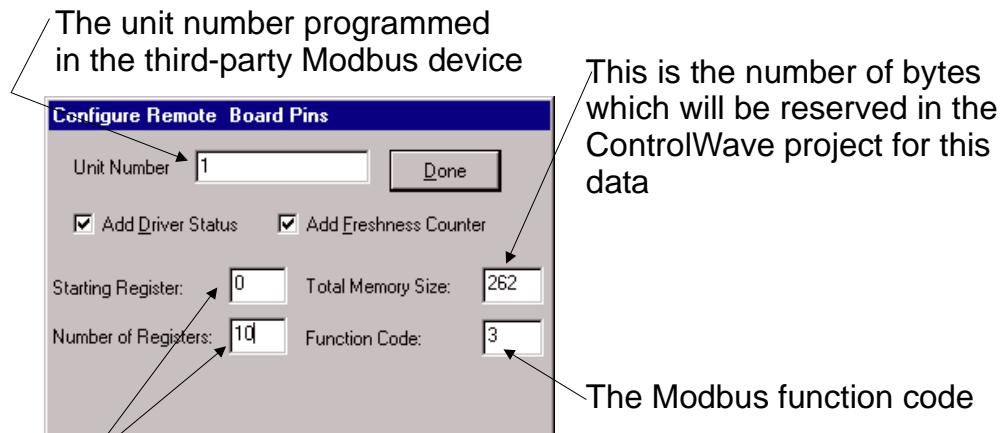 The unit number programmed
in the third-party Modbus device
This is the number of bytes
which will be reserved in the
ControlWave project for this
data
Configure Remote Board Pins
Unit Number 1 Done
Add Driver Status Add Freshness Counter
Starting Register: 0 Total Memory Size: 262
Number of Registers: 10 Function Code: 3
The Modbus function code